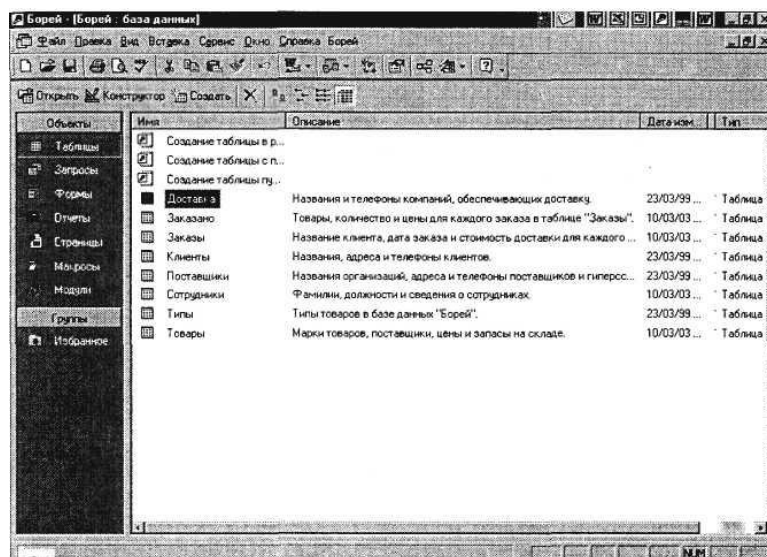 Борей - [Борей : база данных]
Файл Правка Вид Вставка Сервис Окно Справка Борей
Открыть Конструктор Создать
Объекты
Имя Описание Дата изм... Тип
Таблицы
Запросы
Формы
Отчеты
Страницы
Макросы
Модули
Группы
Избранное
Создание таблицы в р...
Создание таблицы с п...
Создание таблицы пу...
Доставка Названия и телефоны компаний, обеспечивающих доставку. 23/03/99 ... Таблица
Заказано Товары, количество и цены для каждого заказа в таблице "Заказы". 10/03/03 ... Таблица
Заказы Название клиента, дата заказа и стоимость доставки для каждого ... 10/03/03 ... Таблица
Клиенты Названия, адреса и телефоны клиентов. 23/03/99 ... Таблица
Поставщики Названия организаций, адреса и телефоны поставщиков и гиперсс... 23/03/99 ... Таблица
Сотрудники Фамилии, должности и сведения о сотрудниках. 10/03/03 ... Таблица
Типы Типы товаров в базе данных "Борей". 23/03/99 ... Таблица
Товары Марки товаров, поставщики, цены и запасы на складе. 10/03/03 ... Таблица
NUM